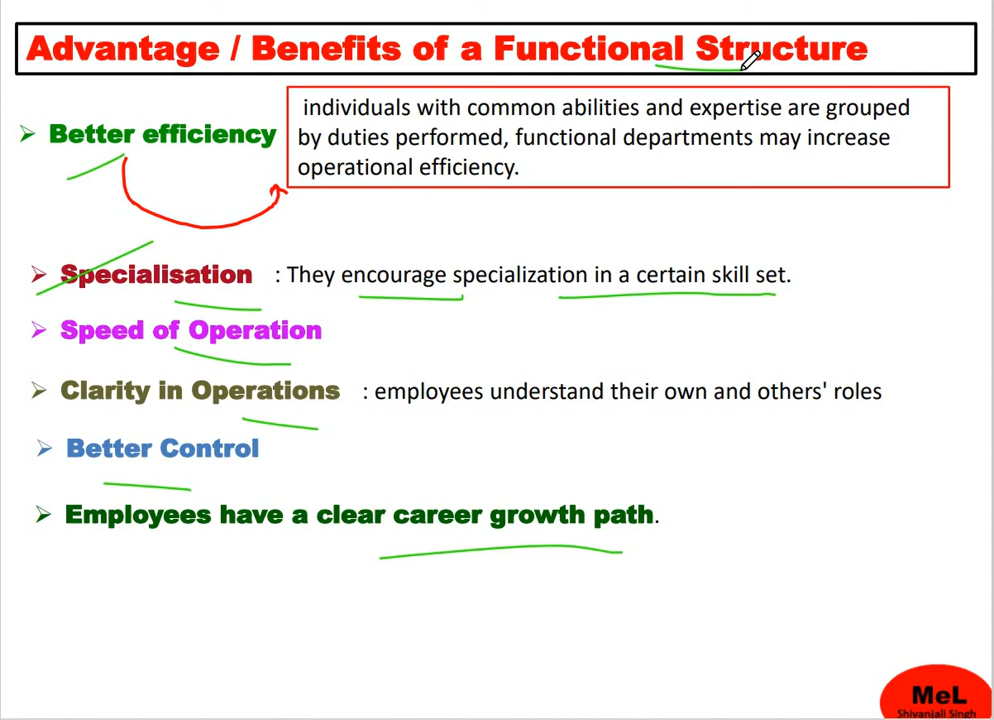 Advantage / Benefits of a Functional Structure
➢ Better efficiency
individuals with common abilities and expertise are grouped
by duties performed, functional departments may increase
operational efficiency.
➢ Specialisation : They encourage specialization in a certain skill set.
➢ Speed of Operation
➢ Clarity in Operations : employees understand their own and others' roles
➢ Better Control
➢ Employees have a clear career growth path.
MeL
Shivanjali Singh